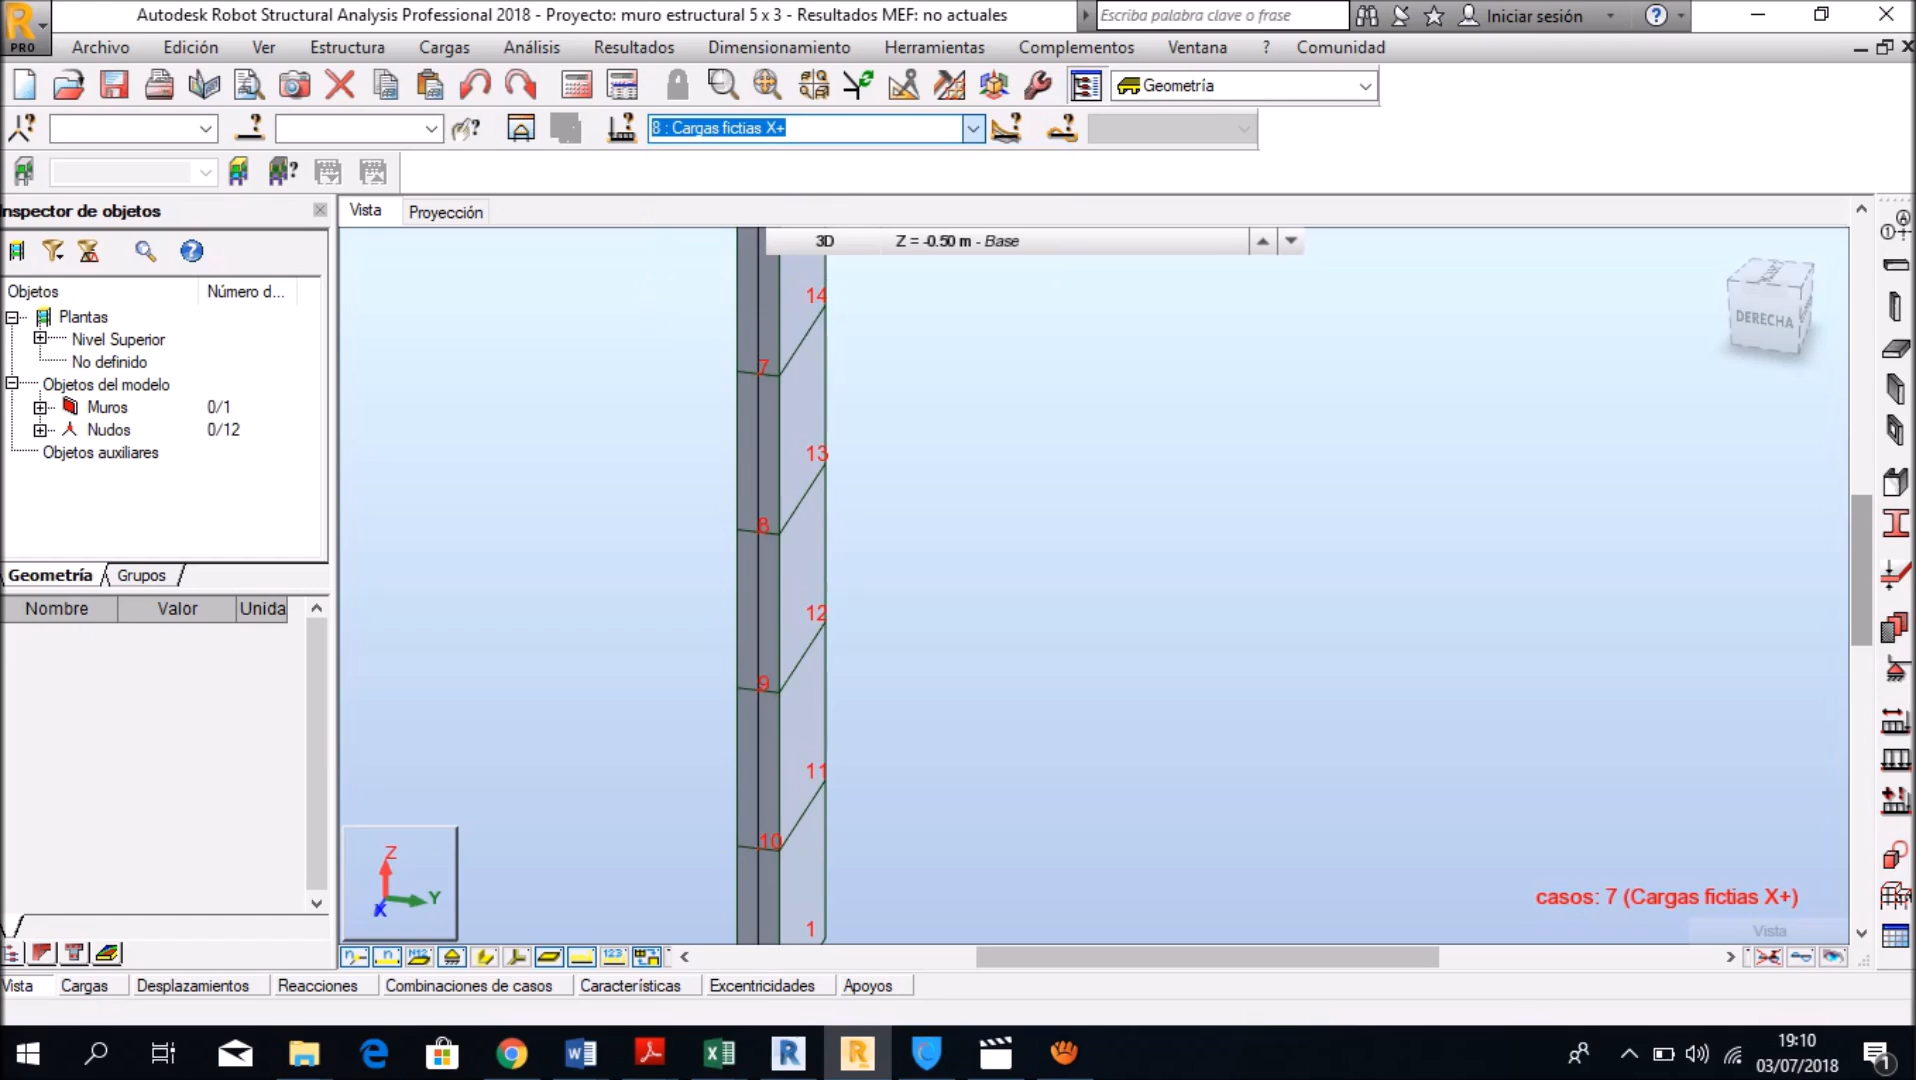 Autodesk Robot Structural Analysis Professional 2018 - Proyecto: muro estructural 5 x 3 - Resultados MEF: no actuales
Escriba palabra clave o frase
Iniciar sesión
PRO
Archivo Edición Ver Estructura Cargas Análisis Resultados Dimensionamiento Herramientas Complementos Ventana ? Comunidad
Geometría
8 : Cargas fictias X+
Inspector de objetos
Vista Proyección
3D Z = -0.50 m - Base
Objetos Número d...
Plantas
Nivel Superior
No definido
Objetos del modelo
Muros 0/1
Nudos 0/12
Objetos auxiliares
Geometría Grupos
Nombre Valor Unida
14
7
13
8
12
9
11
10
1
DERECHA
Z
Y
X
casos: 7 (Cargas fictias X+)
Vista
Vista Cargas Desplazamientos Reacciones Combinaciones de casos Características Excentricidades Apoyos
19:10
03/07/2018
1